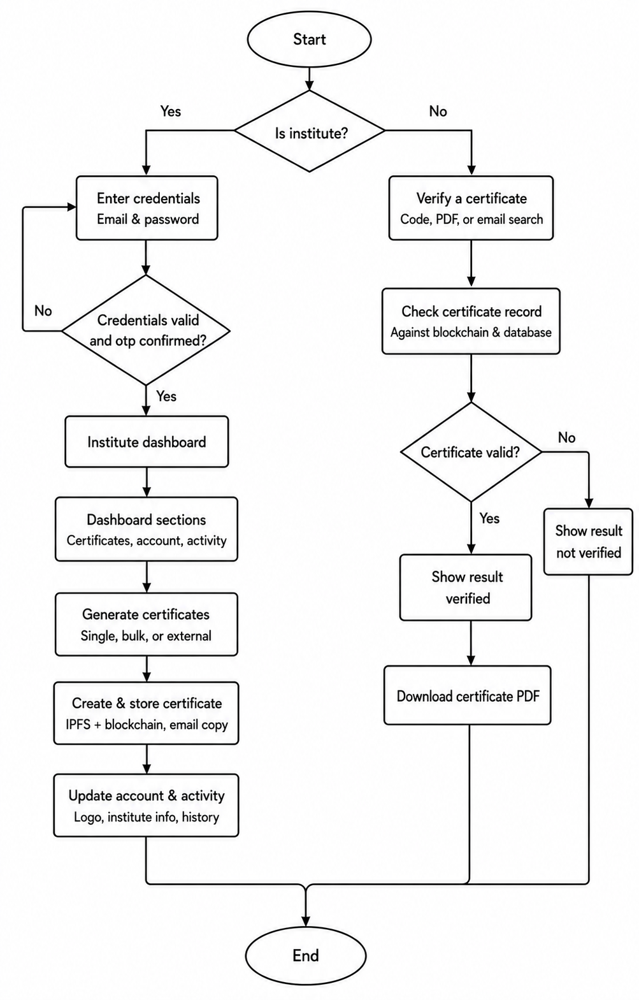 Start
Yes
No
Is institute?
Enter credentials
Email & password
Verify a certificate
Code, PDF, or email search
No
Credentials valid
and otp confirmed?
Check certificate record
Against blockchain & database
Yes
Institute dashboard
Certificate valid?
No
Dashboard sections
Certificates, account, activity
Yes
Show result
not verified
Show result
verified
Generate certificates
Single, bulk, or external
Create & store certificate
IPFS + blockchain, email copy
Download certificate PDF
Update account & activity
Logo, institute info, history
End